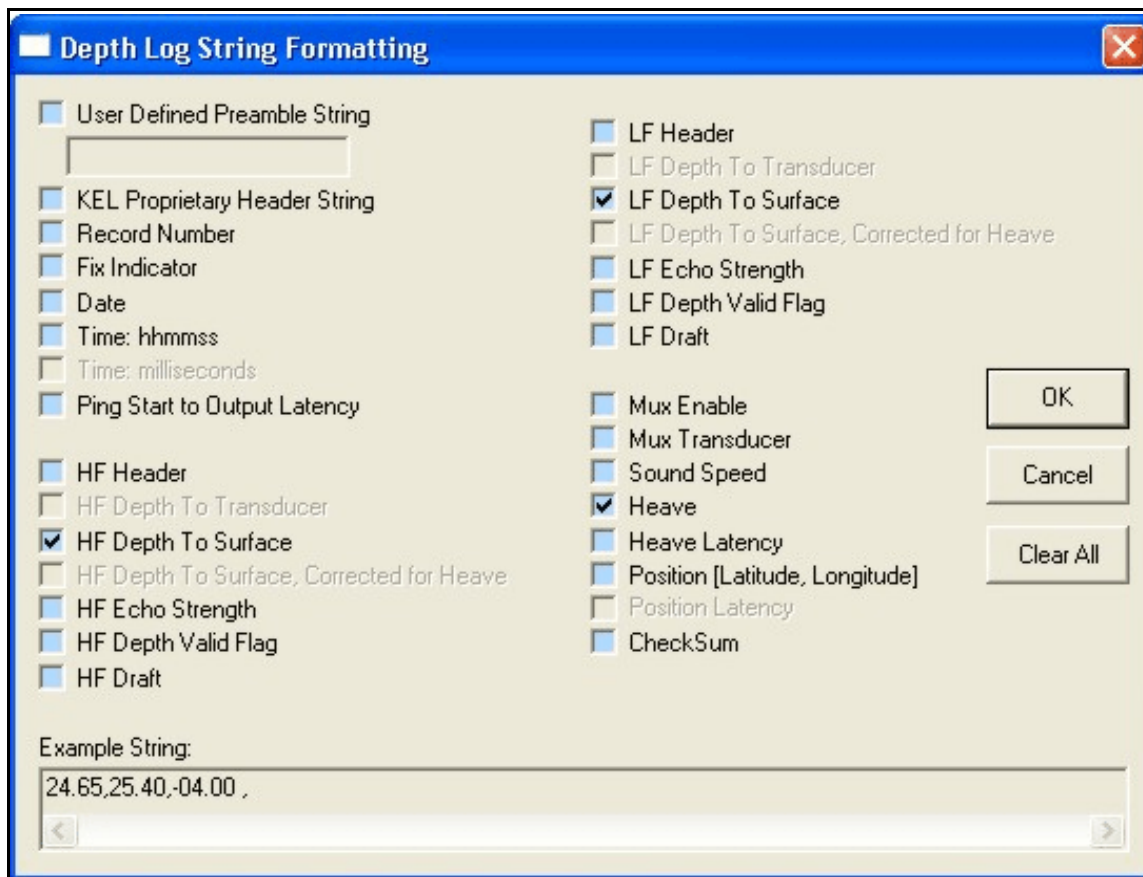 Depth Log String Formatting
User Defined Preamble String
KEL Proprietary Header String
Record Number
Fix Indicator
Date
Time: hhmmss
Time: milliseconds
Ping Start to Output Latency
HF Header
HF Depth To Transducer
HF Depth To Surface
HF Depth To Surface, Corrected for Heave
HF Echo Strength
HF Depth Valid Flag
HF Draft
LF Header
LF Depth To Transducer
LF Depth To Surface
LF Depth To Surface, Corrected for Heave
LF Echo Strength
LF Depth Valid Flag
LF Draft
Mux Enable
Mux Transducer
Sound Speed
Heave
Heave Latency
Position [Latitude, Longitude]
Position Latency
CheckSum
OK
Cancel
Clear All
Example String:
24.65,25.40,-04.00 ,